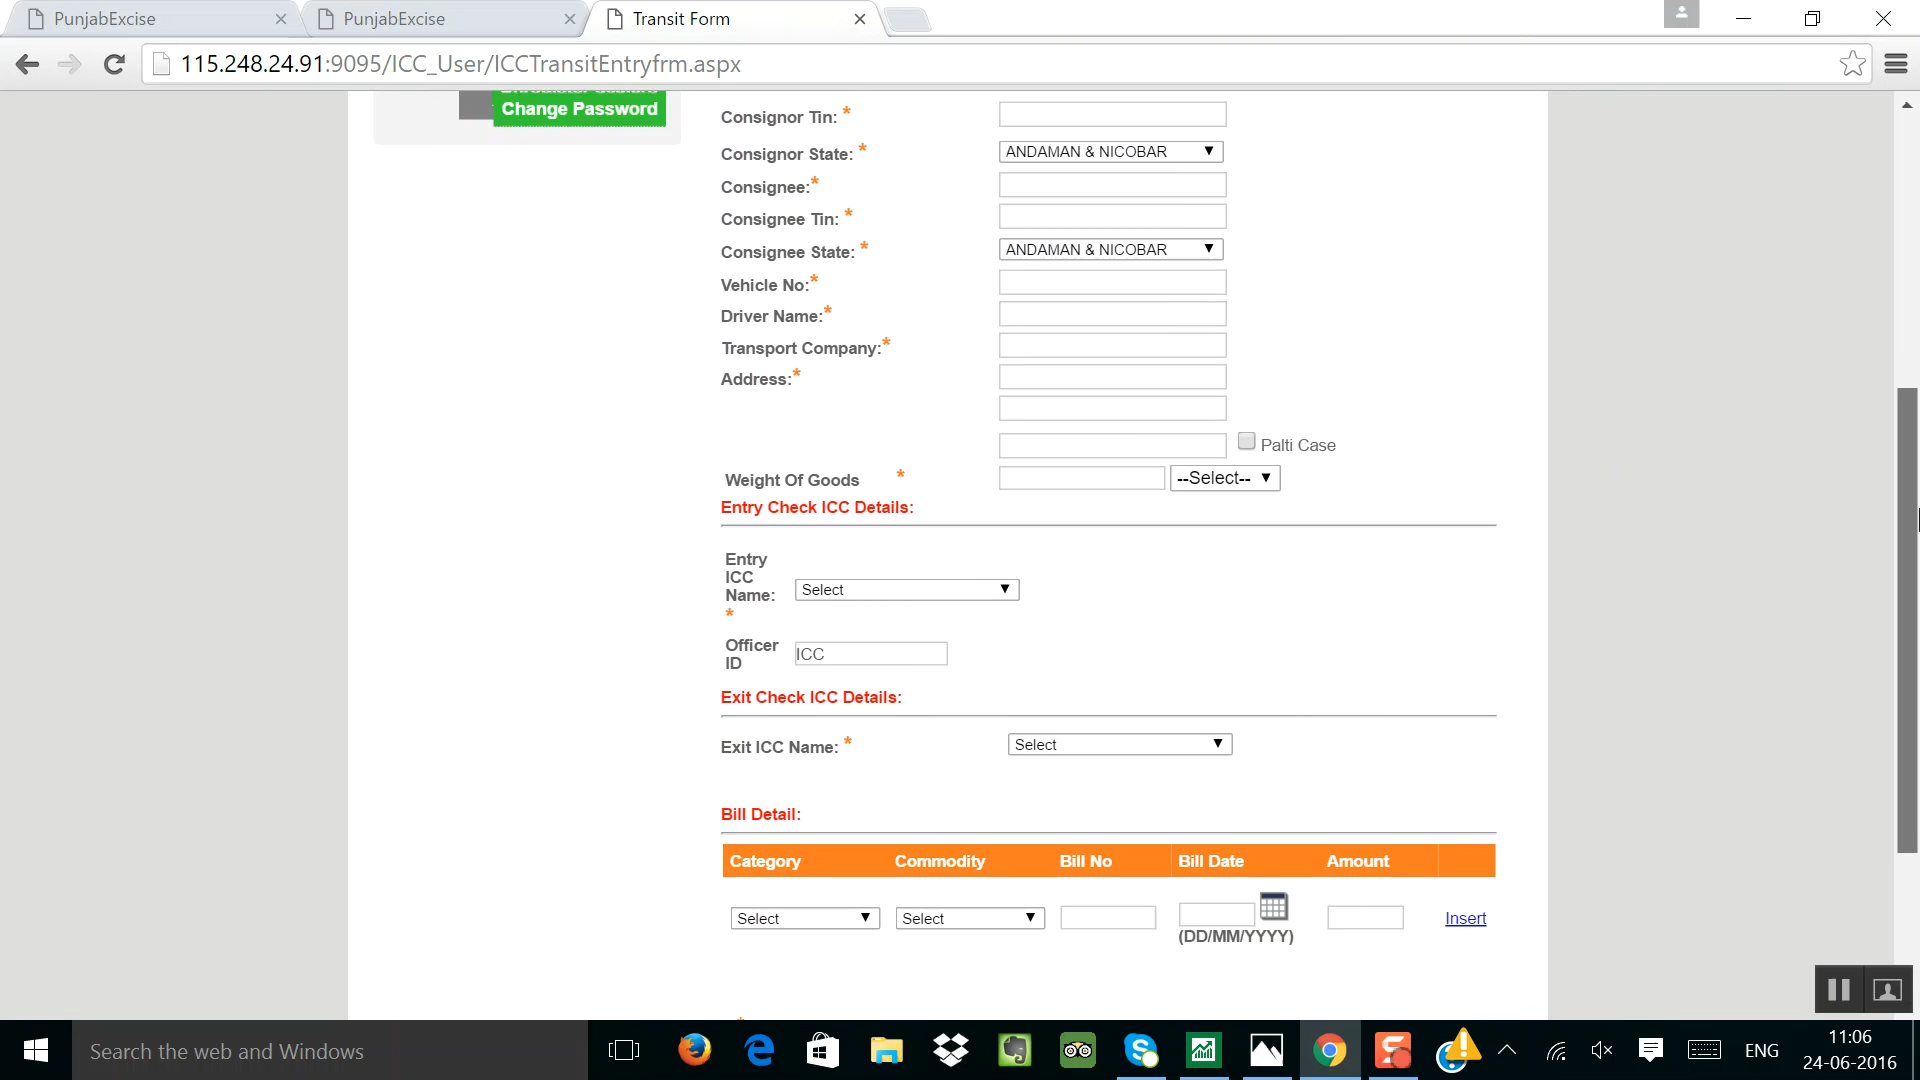 PunjabExcise
PunjabExcise
Transit Form
115.248.24.91:9095/ICC_User/ICCTransitEntryfrm.aspx
Change Password
Consignor Tin: *
Consignor State: * ANDAMAN & NICOBAR
Consignee:*
Consignee Tin: *
Consignee State: * ANDAMAN & NICOBAR
Vehicle No:*
Driver Name:*
Transport Company:*
Address:*
Palti Case
Weight Of Goods * --Select--
Entry Check ICC Details:
Entry
ICC
Name: Select
*
Officer
ID ICC
Exit Check ICC Details:
Exit ICC Name: * Select
Bill Detail:
Category Commodity Bill No Bill Date Amount
Select Select Insert
(DD/MM/YYYY)
Search the web and Windows
ENG
11:06
24-06-2016